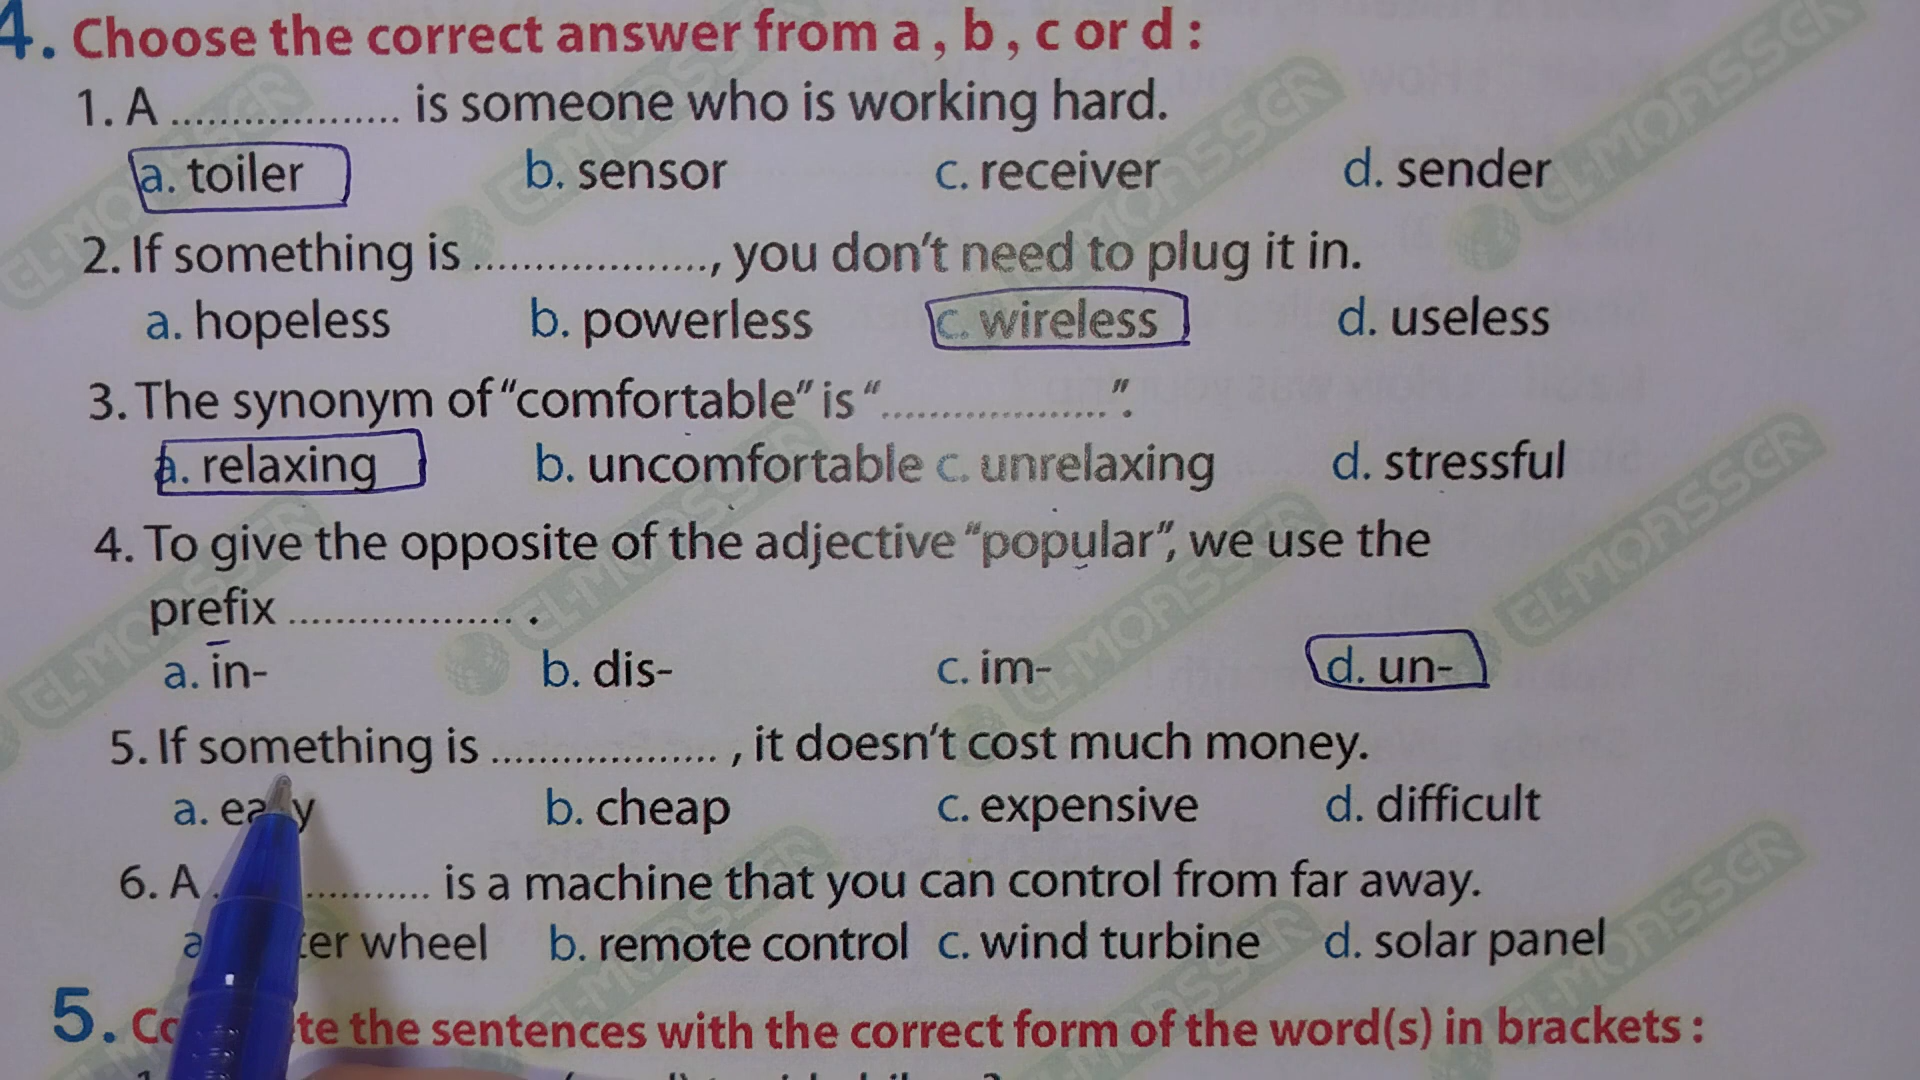 4. Choose the correct answer from a , b , c or d :
1. A .................. is someone who is working hard.
a. toiler b. sensor c. receiver d. sender
2. If something is ..................., you don't need to plug it in.
a. hopeless b. powerless c. wireless d. useless
3. The synonym of "comfortable" is "...................".
a. relaxing b. uncomfortable c. unrelaxing d. stressful
4. To give the opposite of the adjective "popular", we use the
prefix ................... .
a. in- b. dis- c. im- d. un-
5. If something is ................... , it doesn't cost much money.
a. b. cheap c. expensive d. difficult
6. A ................... is a machine that you can control from far away.
wheel b. remote control c. wind turbine d. solar panel
5. the sentences with the correct form of the word(s) in brackets :
EL-MOASSER